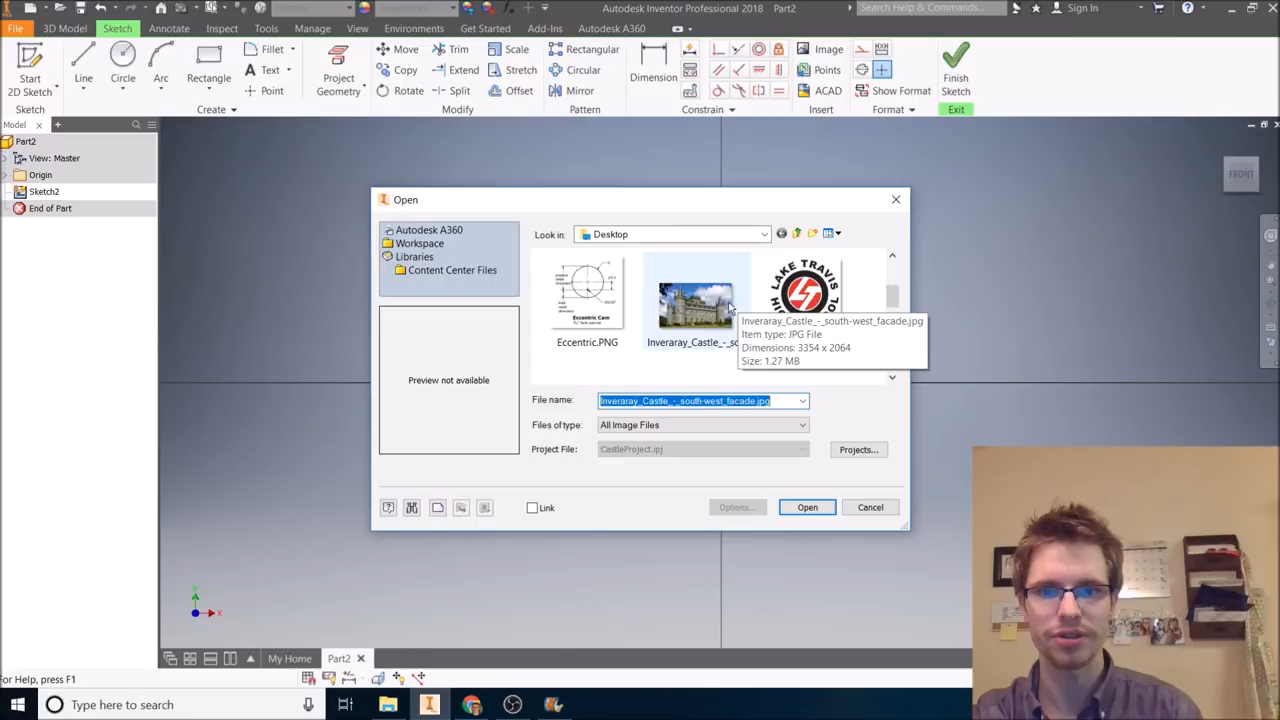 Autodesk Inventor Professional 2018 Part2
Search Help & Commands...
Sign In
File 3D Model Sketch Annotate Inspect Tools Manage View Environments Get Started Add-Ins Autodesk A360
Start
2D Sketch
Line
Circle
Arc
Rectangle
Fillet
Text
Point
Project
Geometry
Move
Copy
Rotate
Trim
Extend
Split
Scale
Stretch
Offset
Rectangular
Circular
Mirror
Dimension
Image
Points
ACAD
Show Format
Finish
Sketch
Sketch Create Modify Pattern Constrain Insert Format Exit
Model
Part2
View: Master
Origin
Sketch2
End of Part
FRONT
Open
Autodesk A360
Workspace
Libraries
Content Center Files
Look in: Desktop
Eccentric Cam
LAKE TRAVIS
Eccentric.PNG
Inveraray_Castle_-_so
Inveraray_Castle_-_south-west_facade.jpg
Item type: JPG File
Dimensions: 3354 x 2064
Size: 1.27 MB
Preview not available
File name: Inveraray_Castle_-_south-west_facade.jpg
Files of type: All Image Files
Project File: CastleProject.ipj
Projects...
Link
Options...
Open
Cancel
My Home
Part2
For Help, press F1
Type here to search